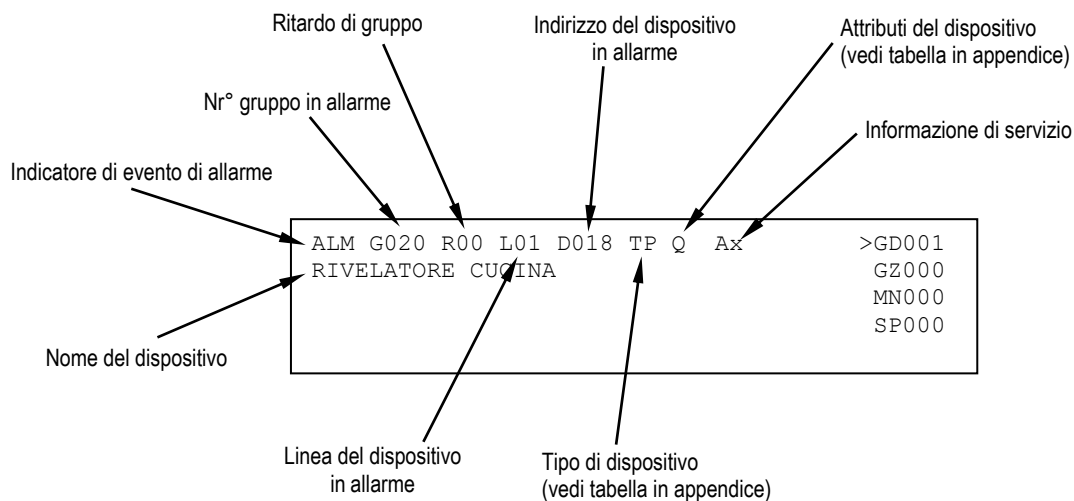 Ritardo di gruppo
Indirizzo del dispositivo
in allarme
Attributi del dispositivo
(vedi tabella in appendice)
Nr° gruppo in allarme
Informazione di servizio
Indicatore di evento di allarme
ALM G020 R00 L01 D018 TP Q Ax >GD001
RIVELATORE CUCINA GZ000
MN000
SP000
Nome del dispositivo
Linea del dispositivo
in allarme
Tipo di dispositivo
(vedi tabella in appendice)